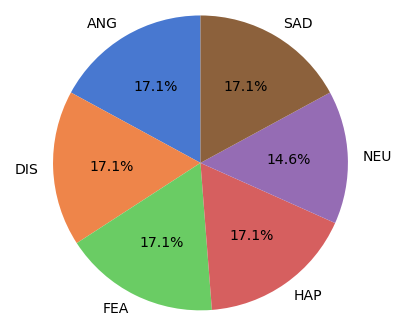 ANG
SAD
17.1%
17.1%
NEU
14.6%
DIS
17.1%
17.1%
17.1%
HAP
FEA